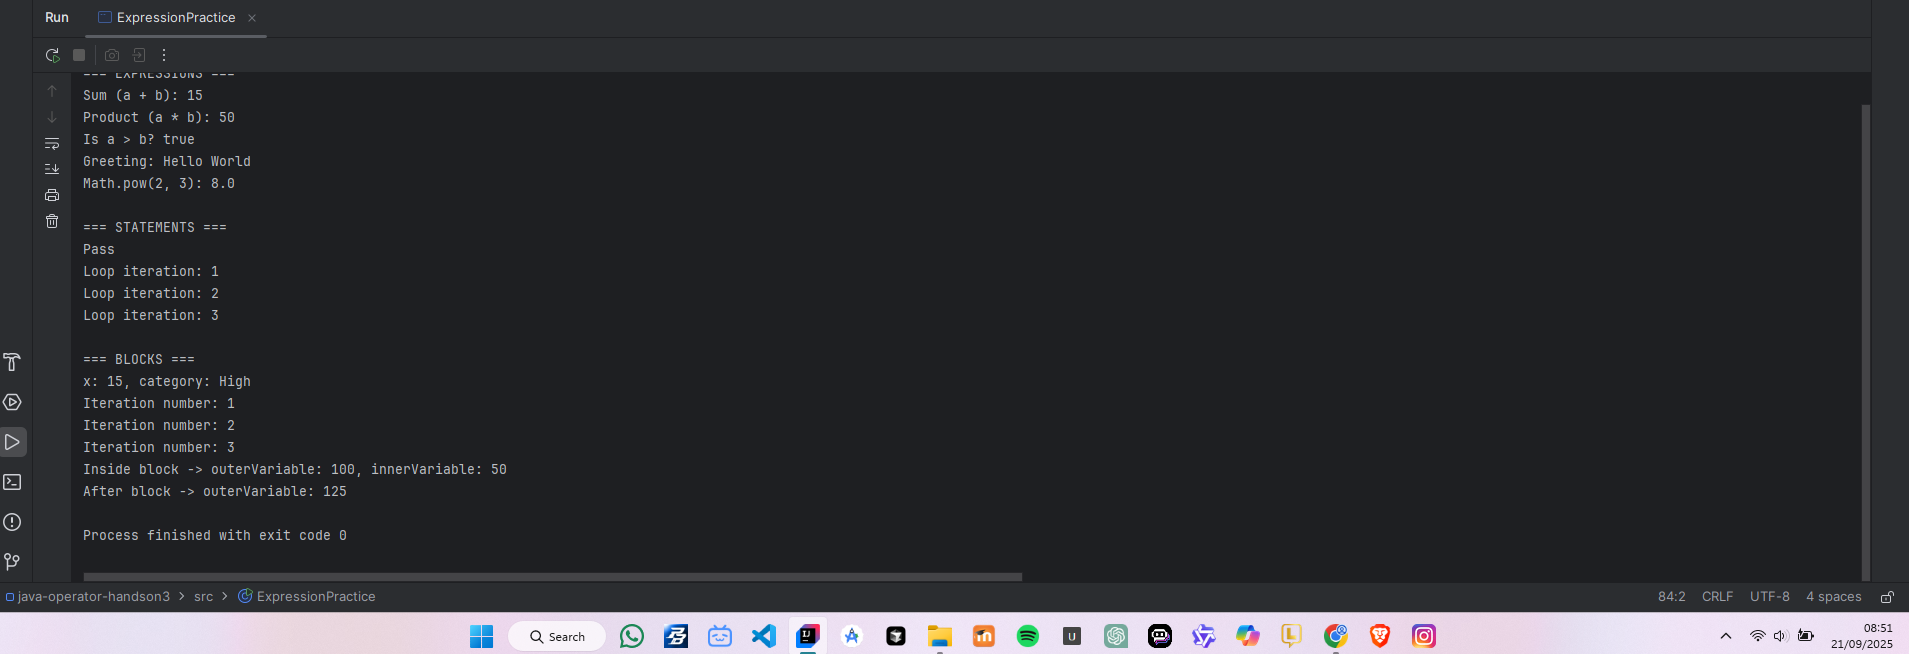 Run ExpressionPractice
=== EXPRESSIONS ===
Sum (a + b): 15
Product (a * b): 50
Is a > b? true
Greeting: Hello World
Math.pow(2, 3): 8.0
=== STATEMENTS ===
Pass
Loop iteration: 1
Loop iteration: 2
Loop iteration: 3
=== BLOCKS ===
x: 15, category: High
Iteration number: 1
Iteration number: 2
Iteration number: 3
Inside block -> outerVariable: 100, innerVariable: 50
After block -> outerVariable: 125
Process finished with exit code 0
java-operator-handson3 > src > ExpressionPractice 84:2 CRLF UTF-8 4 spaces
Search 08:51
21/09/2025